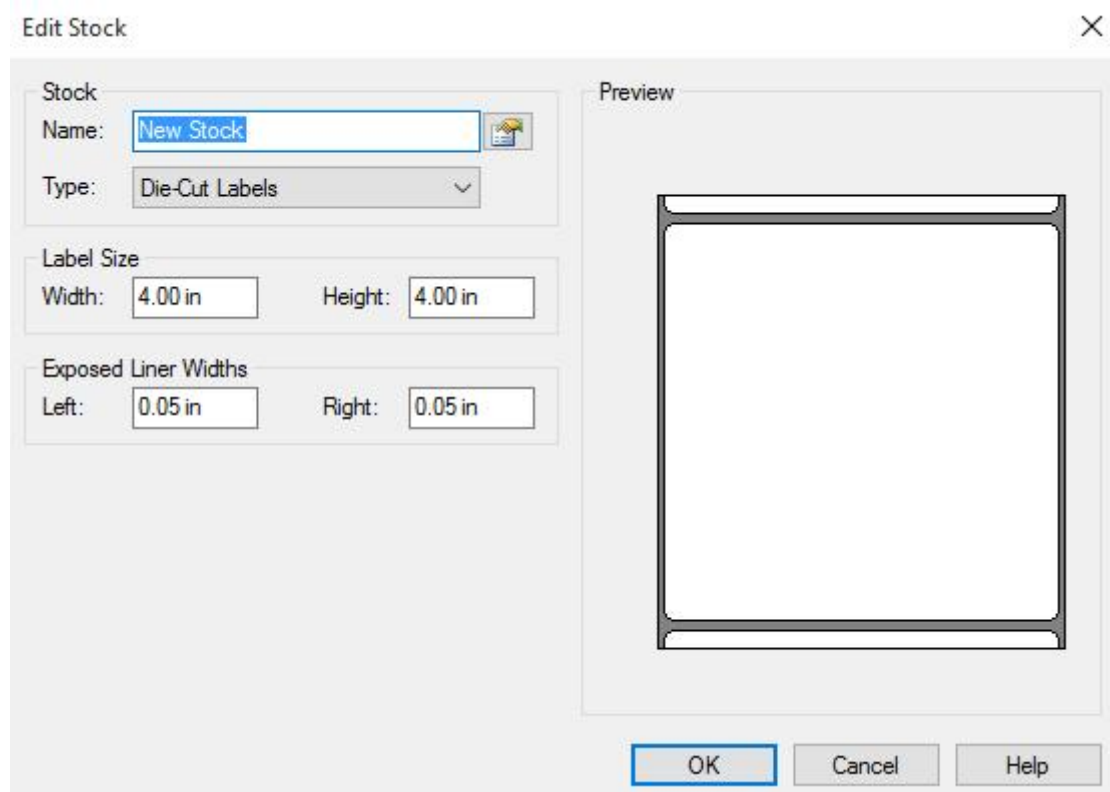 Edit Stock
Stock
Name: New Stock
Type: Die-Cut Labels
Label Size
Width: 4.00 in Height: 4.00 in
Exposed Liner Widths
Left: 0.05 in Right: 0.05 in
Preview
OK Cancel Help